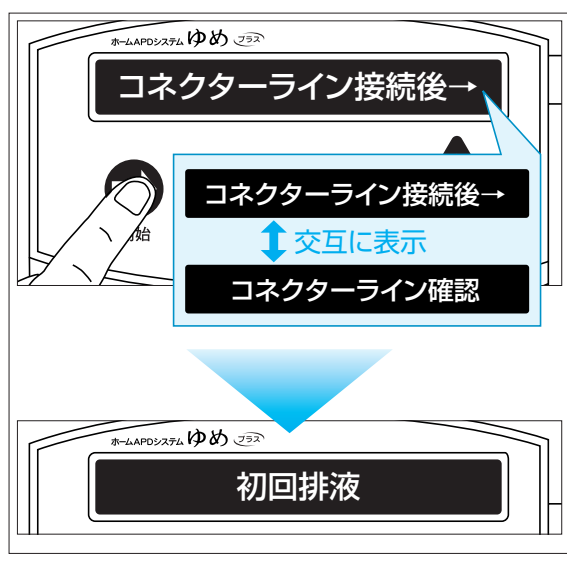 ホームAPDシステム ゆめ プラス
コネクターライン接続後→
コネクターライン接続後→
交互に表示
コネクターライン確認
始
ホームAPDシステム ゆめ プラス
初回排液